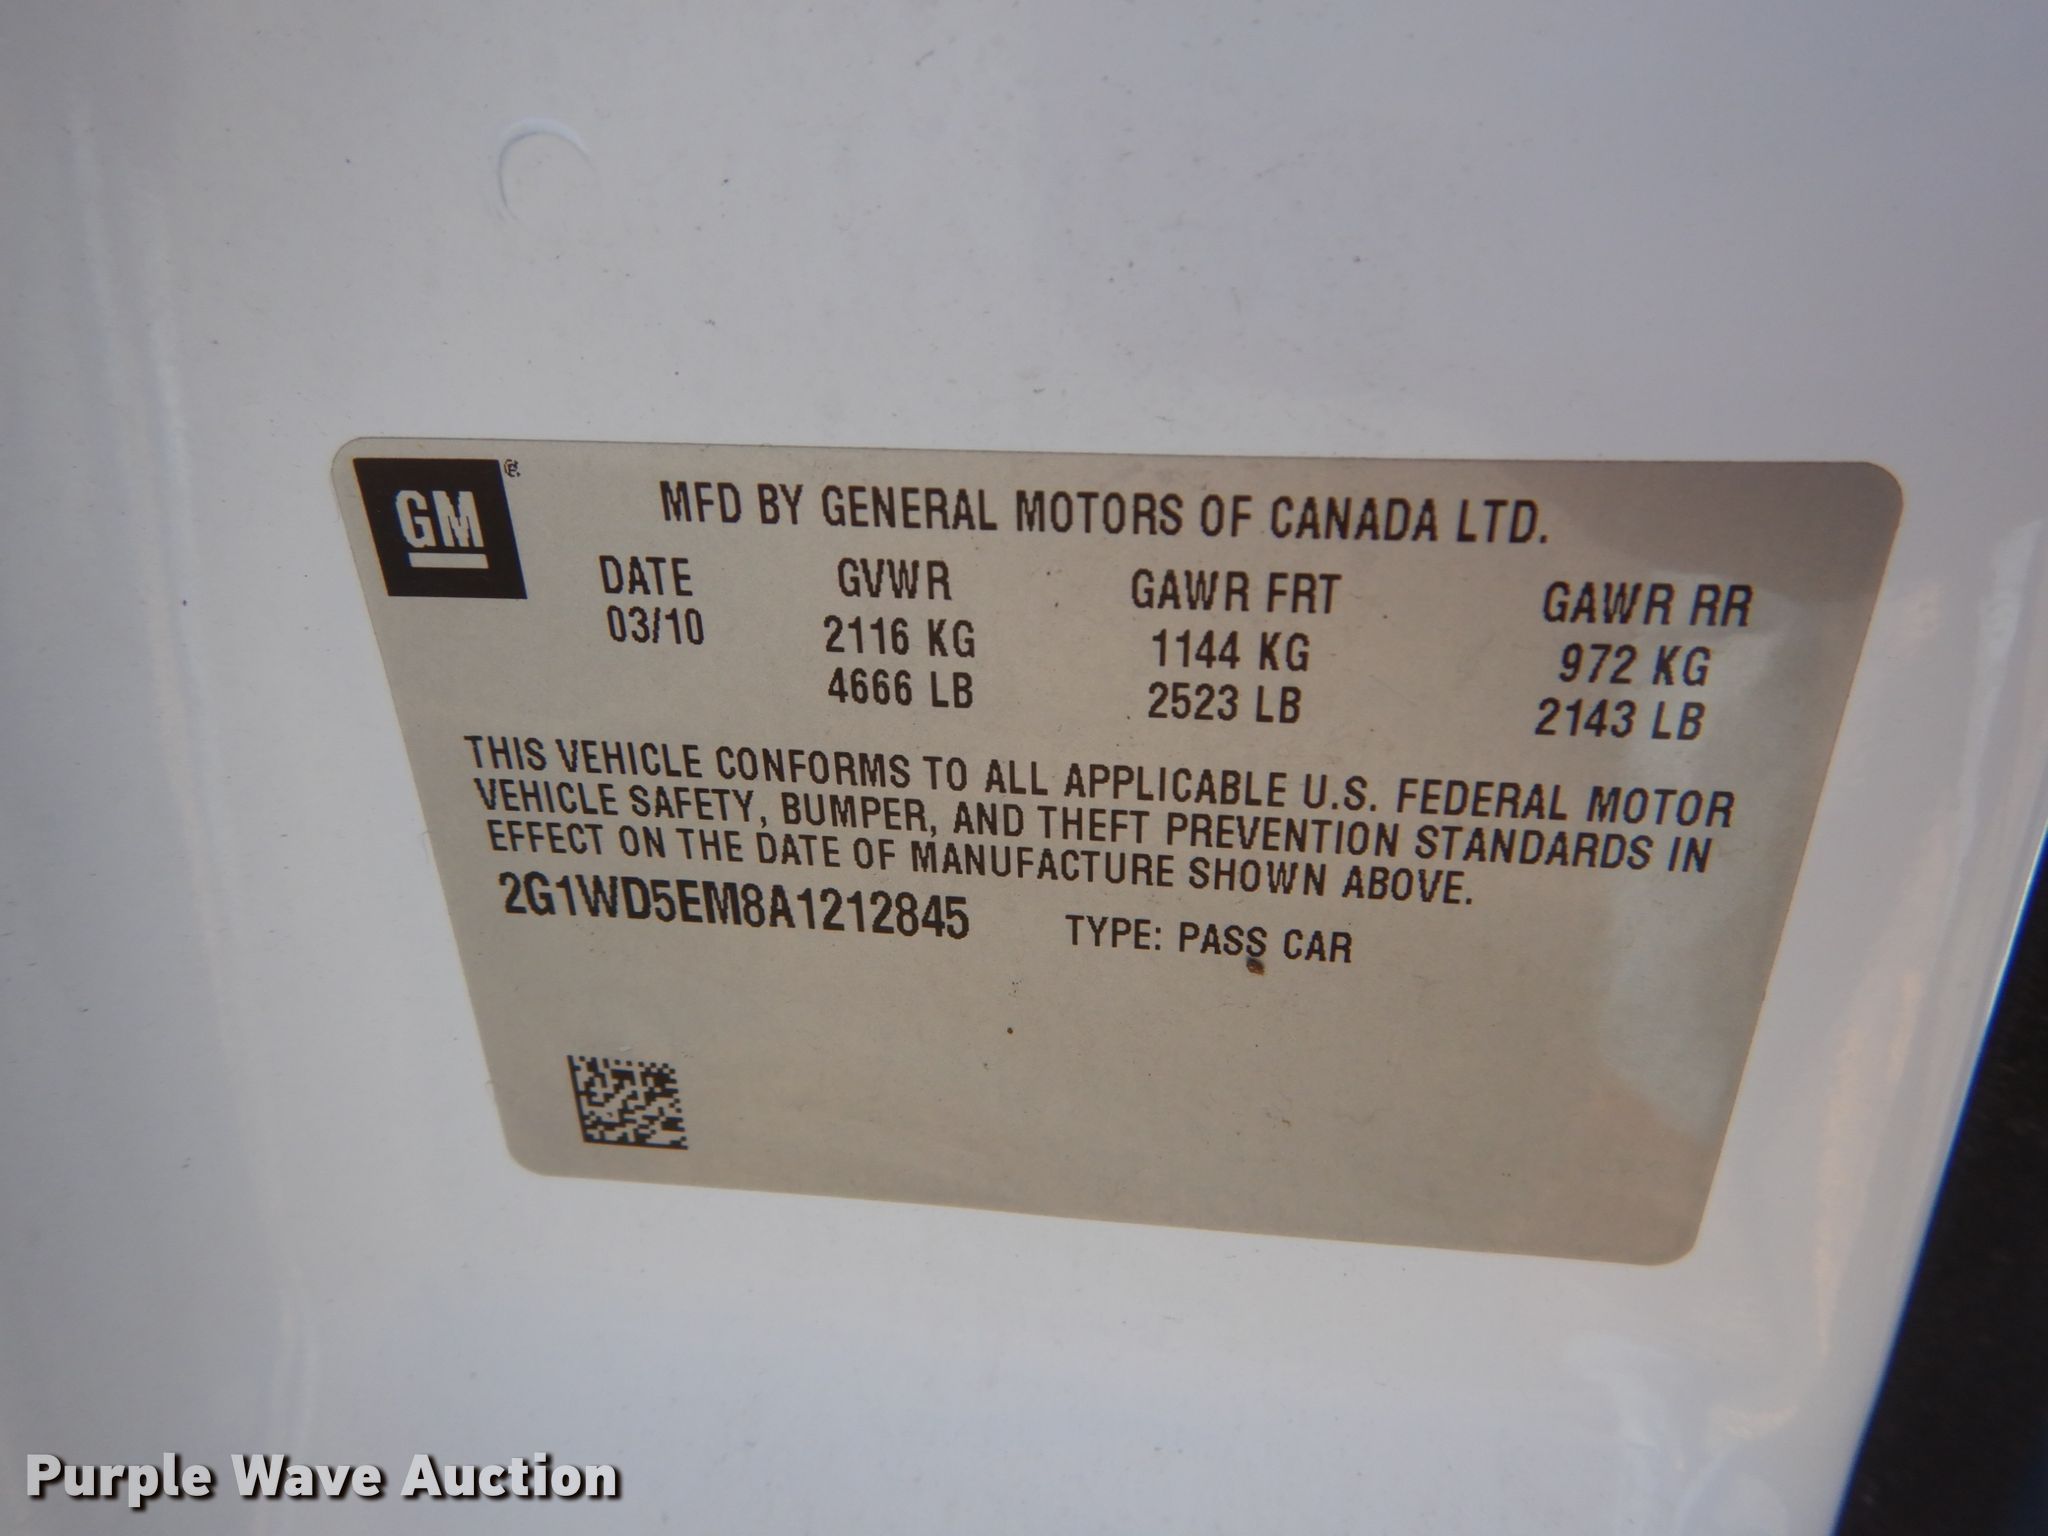 GM
MFD BY GENERAL MOTORS OF CANADA LTD.
DATE GVWR GAWR FRT GAWR RR
03/10 2116 KG 1144 KG 972 KG
4666 LB 2523 LB 2143 LB
THIS VEHICLE CONFORMS TO ALL APPLICABLE U.S. FEDERAL MOTOR
VEHICLE SAFETY, BUMPER, AND THEFT PREVENTION STANDARDS IN
EFFECT ON THE DATE OF MANUFACTURE SHOWN ABOVE.
2G1WD5EM8A1212845 TYPE: PASS CAR
Purple Wave Auction